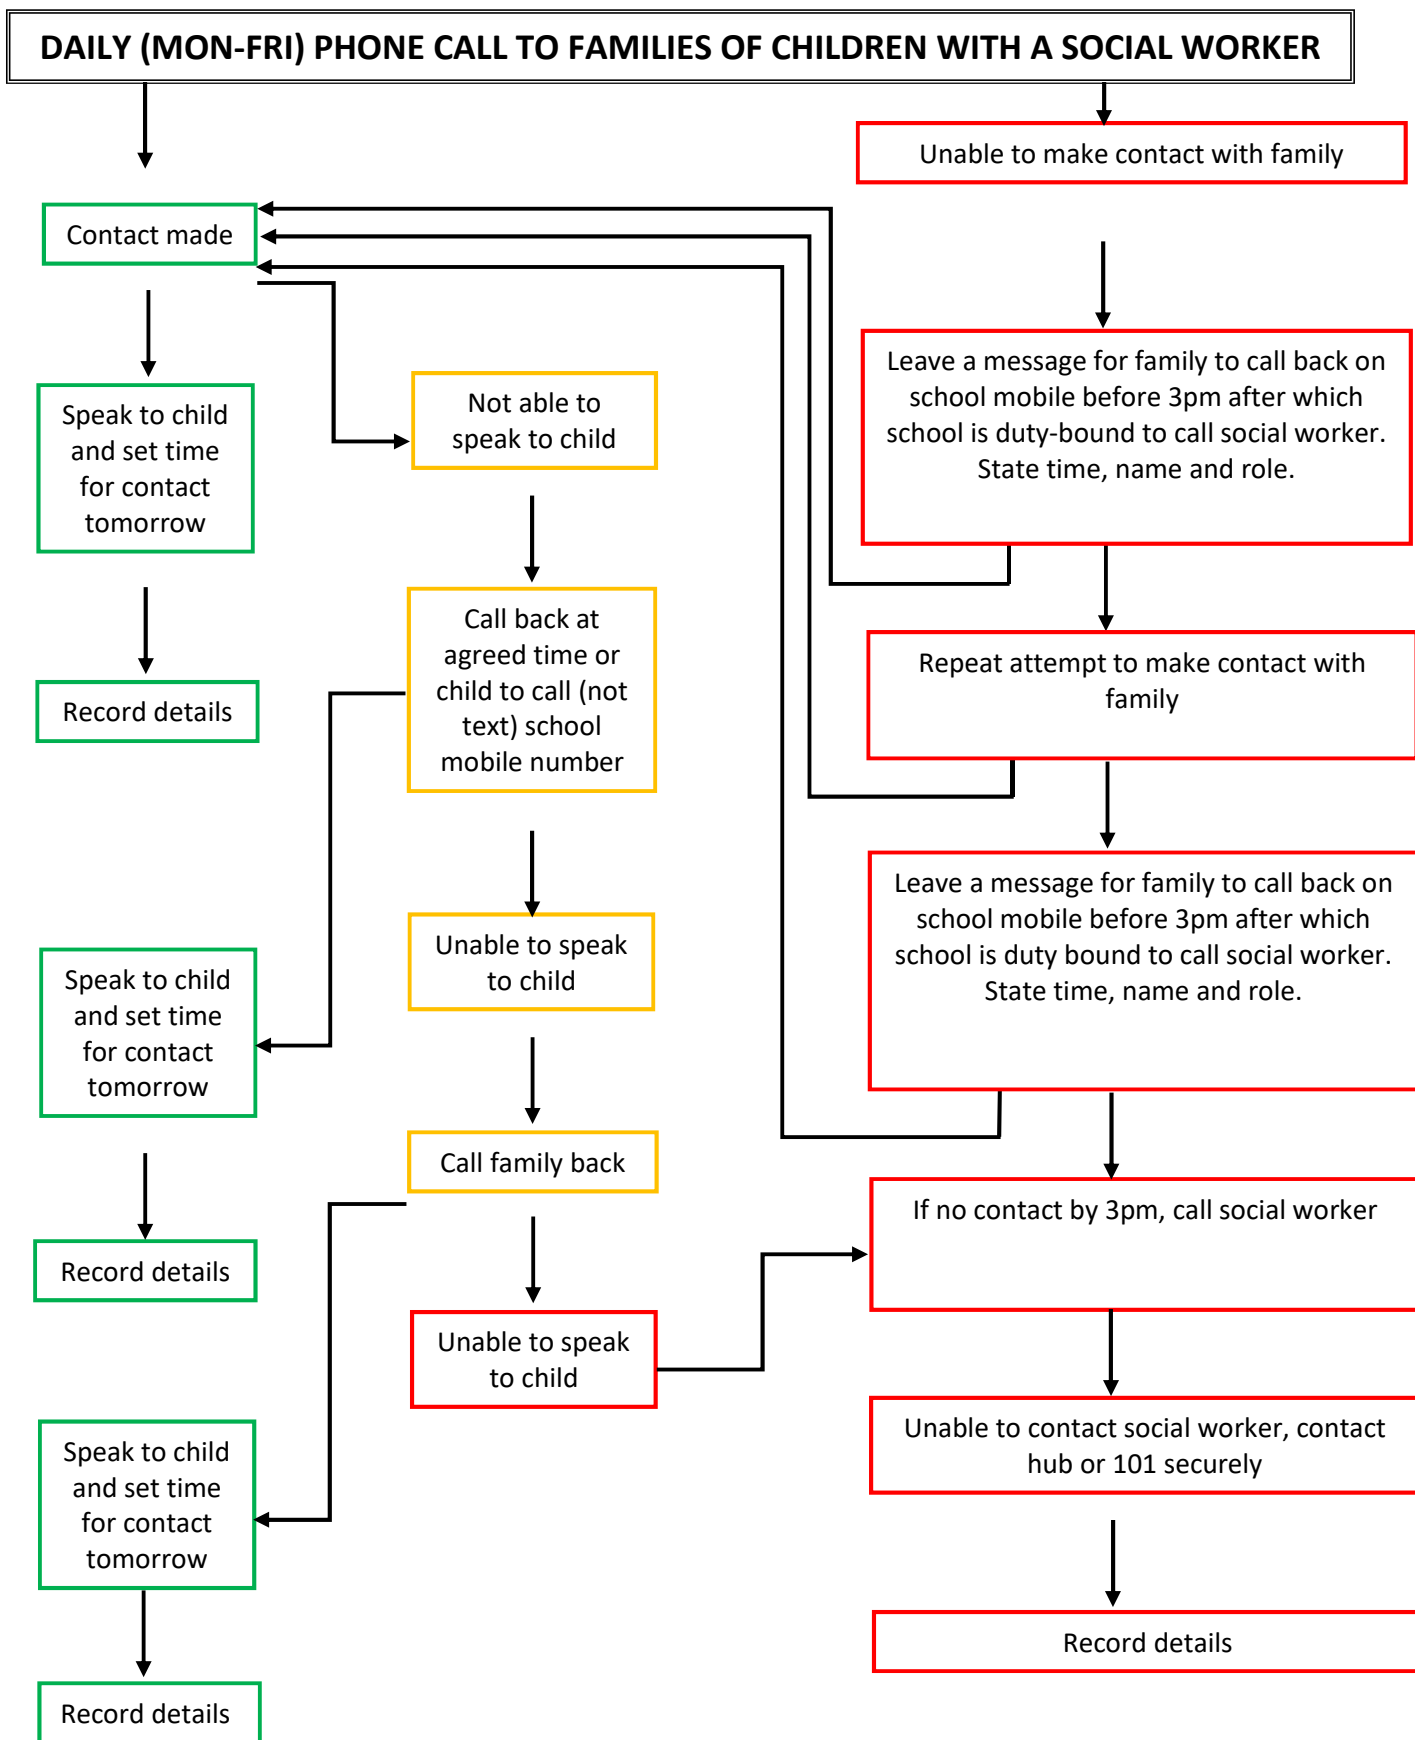 DAILY (MON-FRI) PHONE CALL TO FAMILIES OF CHILDREN WITH A SOCIAL WORKER
Contact made
Speak to child
and set time
for contact
tomorrow
Record details
Not able to
speak to child
Call back at
agreed time or
child to call (not
text) school
mobile number
Speak to child
and set time
for contact
tomorrow
Record details
Unable to speak
to child
Call family back
Speak to child
and set time
for contact
tomorrow
Record details
Unable to speak
to child
Unable to make contact with family
Leave a message for family to call back on
school mobile before 3pm after which
school is duty-bound to call social worker.
State time, name and role.
Repeat attempt to make contact with
family
Leave a message for family to call back on
school mobile before 3pm after which
school is duty bound to call social worker.
State time, name and role.
If no contact by 3pm, call social worker
Unable to contact social worker, contact
hub or 101 securely
Record details